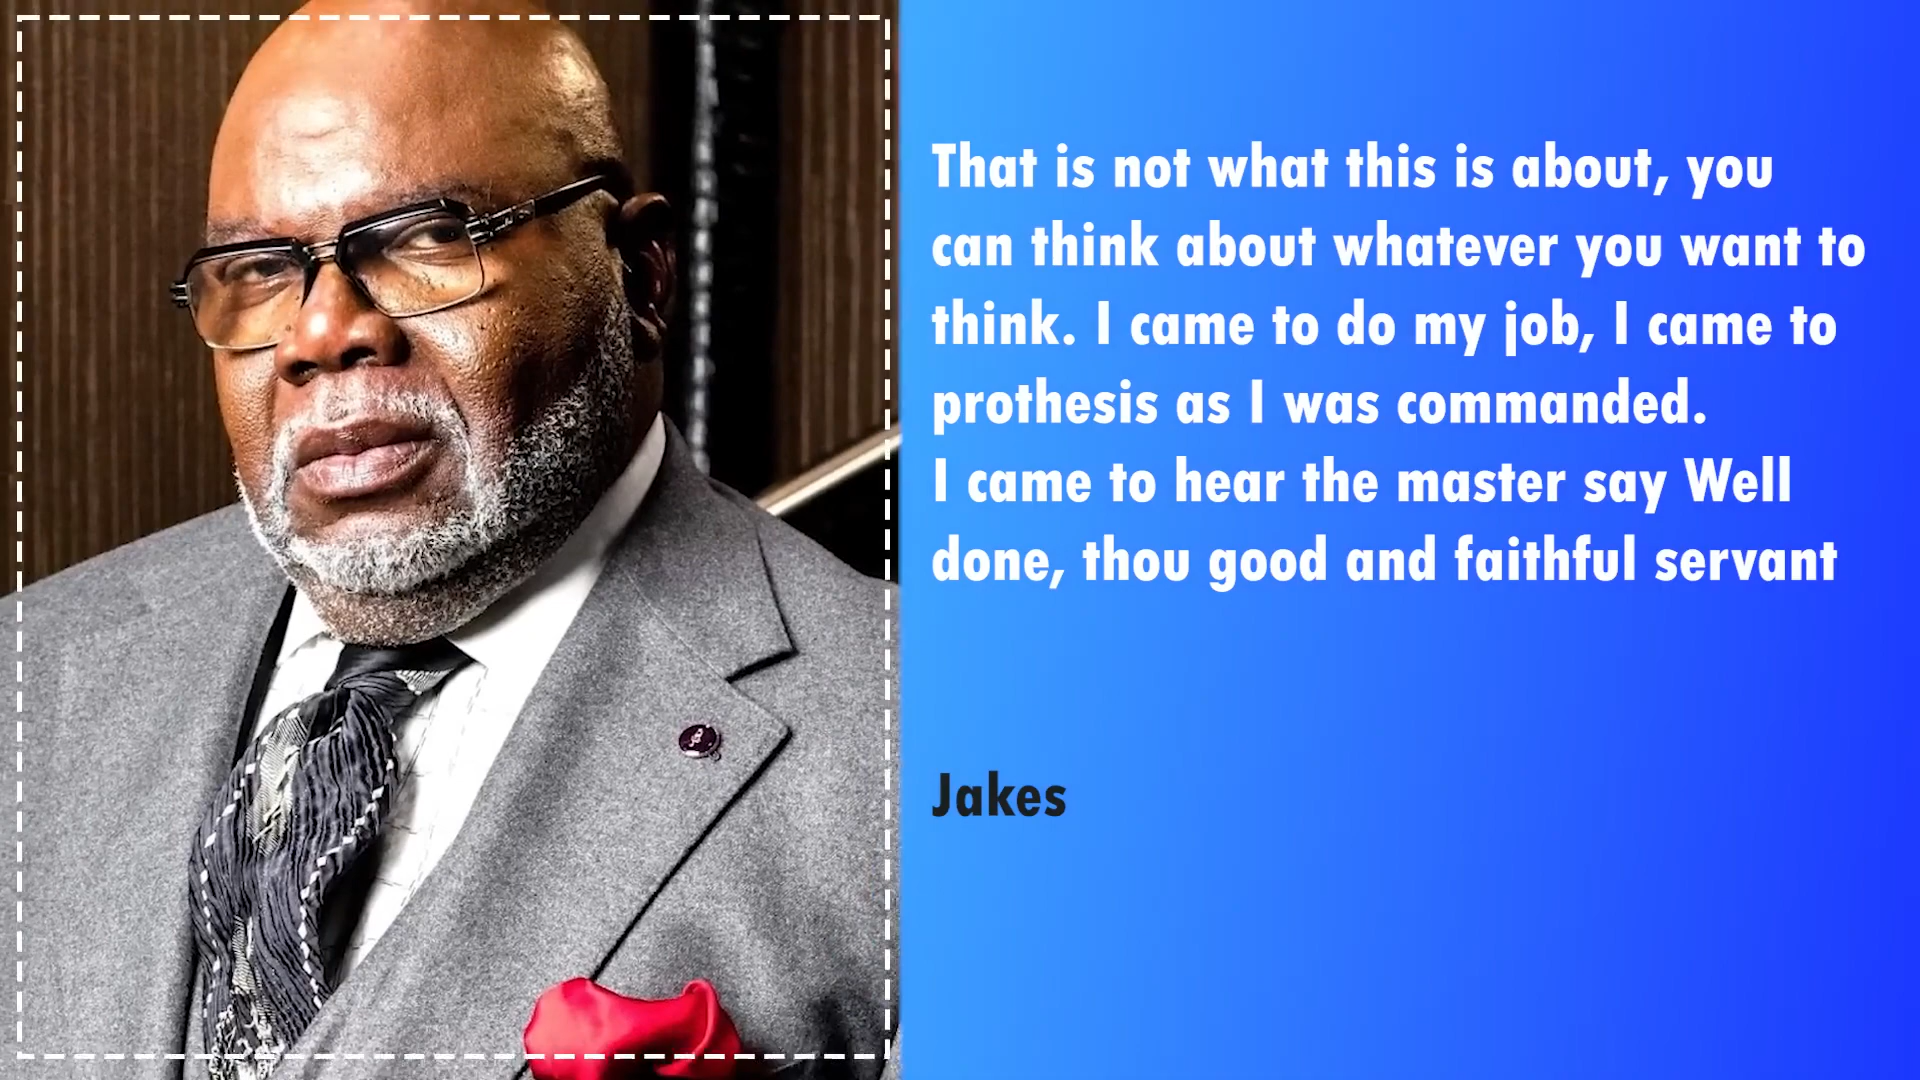 That is not what this is about, you
can think about whatever you want to
think. I came to do my job, I came to
prothesis as I was commanded.
I came to hear the master say Well
done, thou good and faithful servant
Jakes